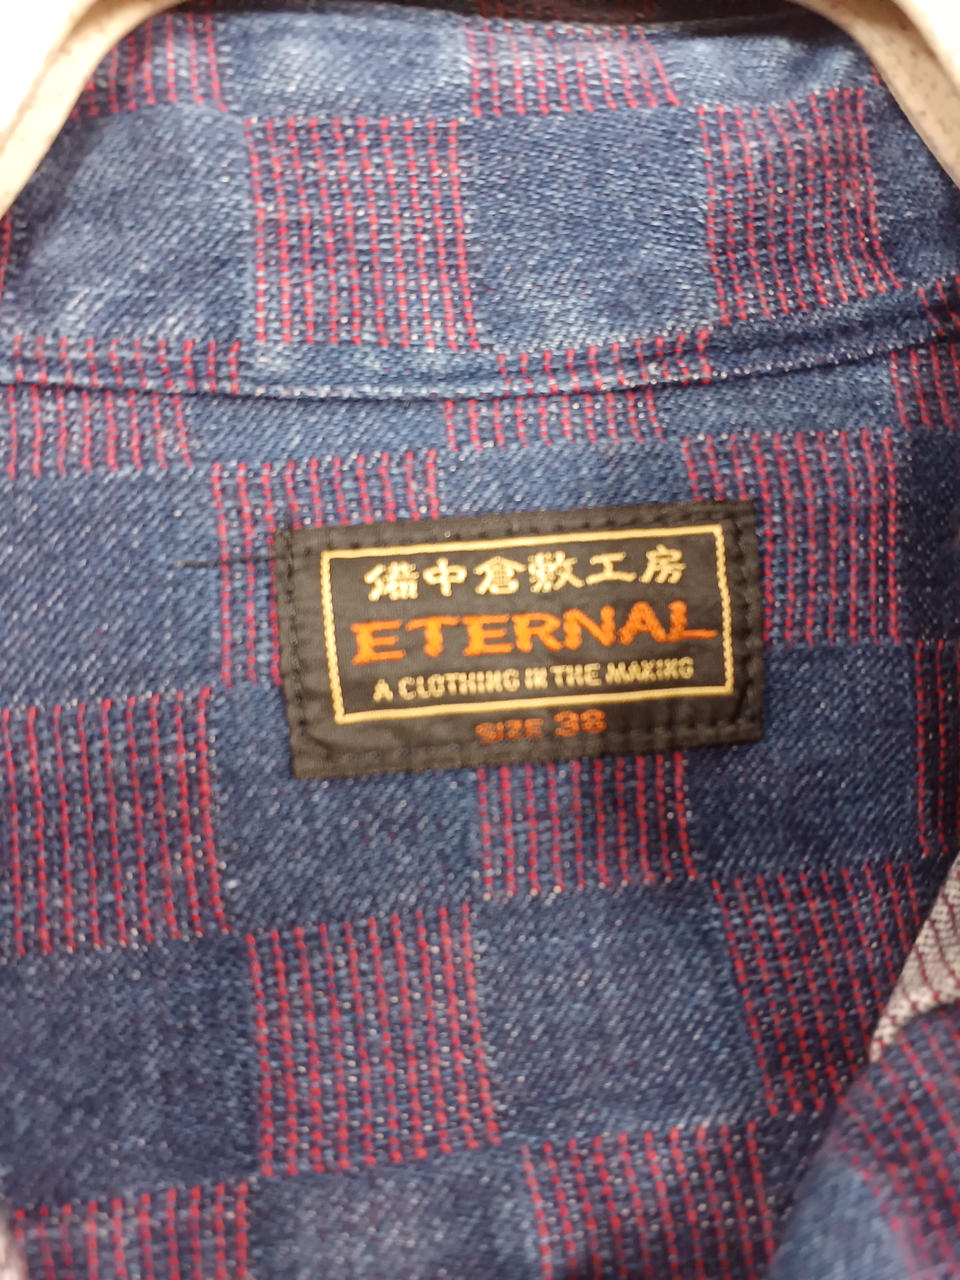 備中倉敷工房
ETERNAL
A CLOTHING IN THE MAKING
SIZE 38